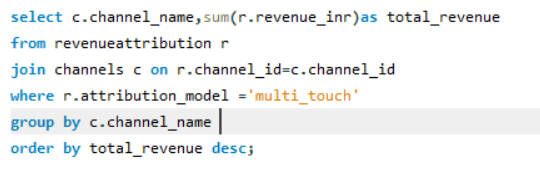 select c.channel_name,sum(r.revenue_inr)as total_revenue
from revenueattribution r
join channels c on r.channel_id=c.channel_id
where r.attribution_model ='multi_touch'
group by c.channel_name
order by total_revenue desc;